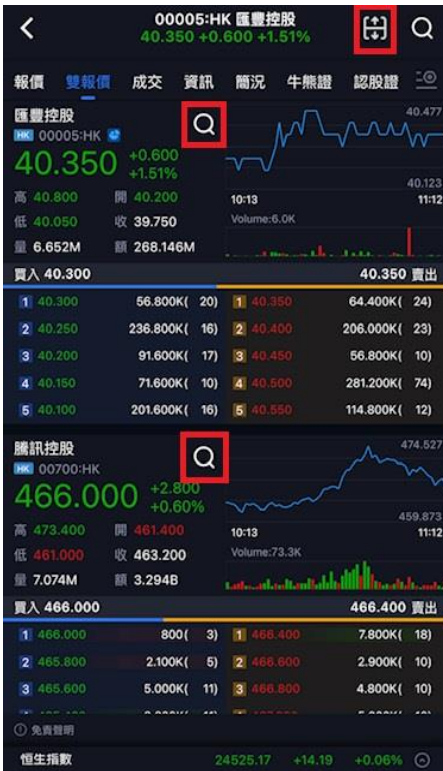 00005:HK 匯豐控股
40.350 +0.600 +1.51%
報價 雙報價 成交 資訊 簡況 牛熊證 認股證
匯豐控股
HK 00005:HK
40.350 +0.600 +1.51%
高 40.800 開 40.200
低 40.050 收 39.750
量 6.652M 額 268.146M
40.477
40.123
10:13 11:12
Volume:6.0K
買入 40.300 40.350 賣出
1 40.300 56.800K( 20) 1 40.350 64.400K( 24)
2 40.250 236.800K( 16) 2 40.400 206.000K( 23)
3 40.200 91.600K( 17) 3 40.450 56.800K( 10)
4 40.150 71.600K( 10) 4 40.500 281.200K( 74)
5 40.100 201.600K( 16) 5 40.550 114.800K( 12)
騰訊控股
HK 00700:HK
466.000 +2.800 +0.60%
高 473.400 開 461.400
低 461.000 收 463.200
量 7.074M 額 3.294B
474.527
459.873
10:13 11:12
Volume:73.3K
買入 466.000 466.400 賣出
1 466.000 800( 3) 1 466.400 7.800K( 18)
2 465.800 2.100K( 5) 2 466.600 2.900K( 10)
3 465.600 5.000K( 11) 3 466.800 4.800K( 10)
免責聲明
恒生指數 24525.17 +14.19 +0.06%